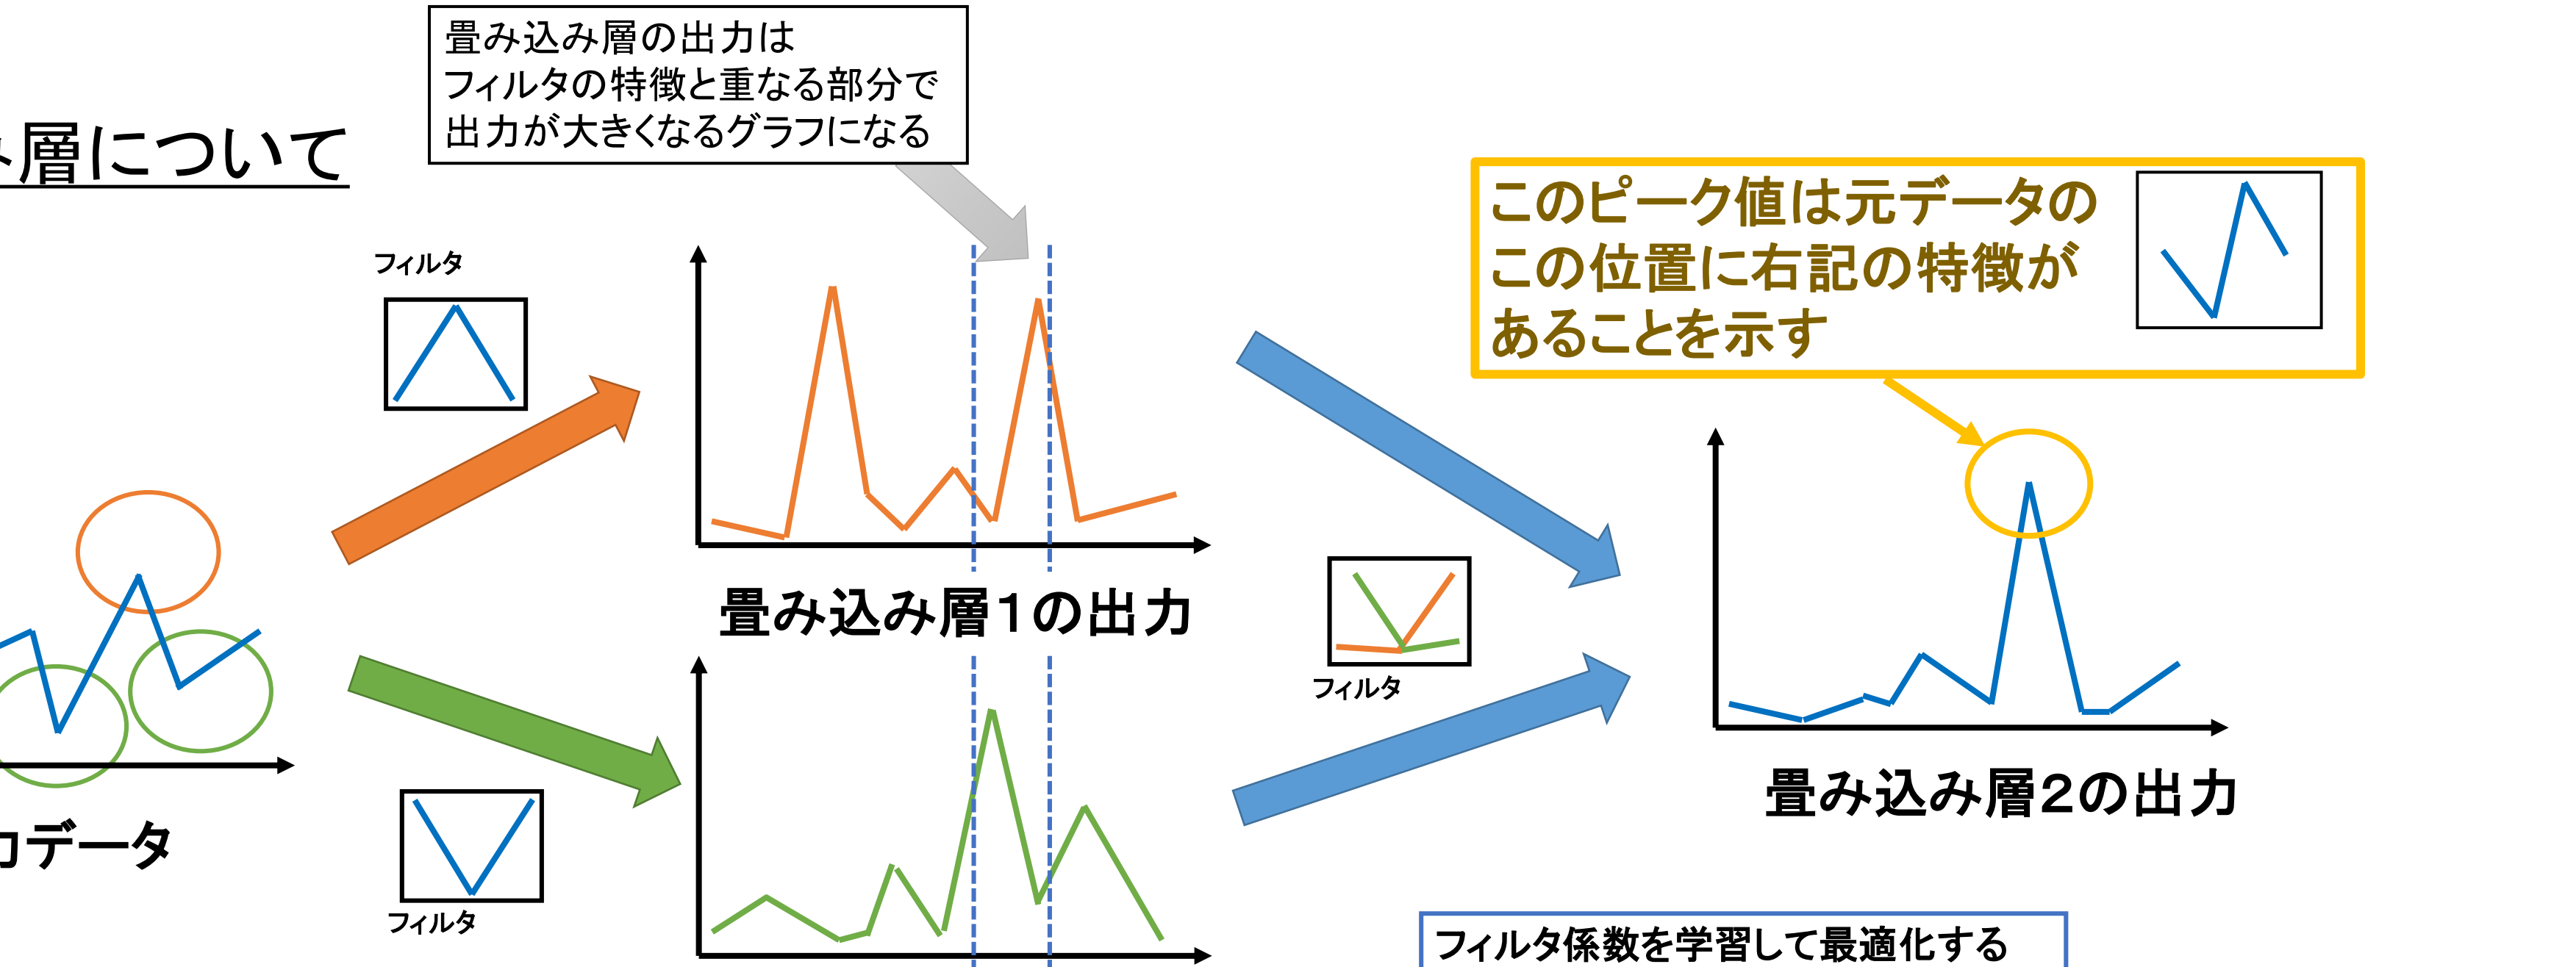 畳み込み層の出力は
フィルタの特徴と重なる部分で
出力が大きくなるグラフになる
み層について
このピーク値は元データの
この位置に右記の特徴が
あることを示す
フィルタ
畳み込み層1の出力
フィルタ
畳み込み層2の出力
力データ
フィルタ
フィルタ係数を学習して最適化する